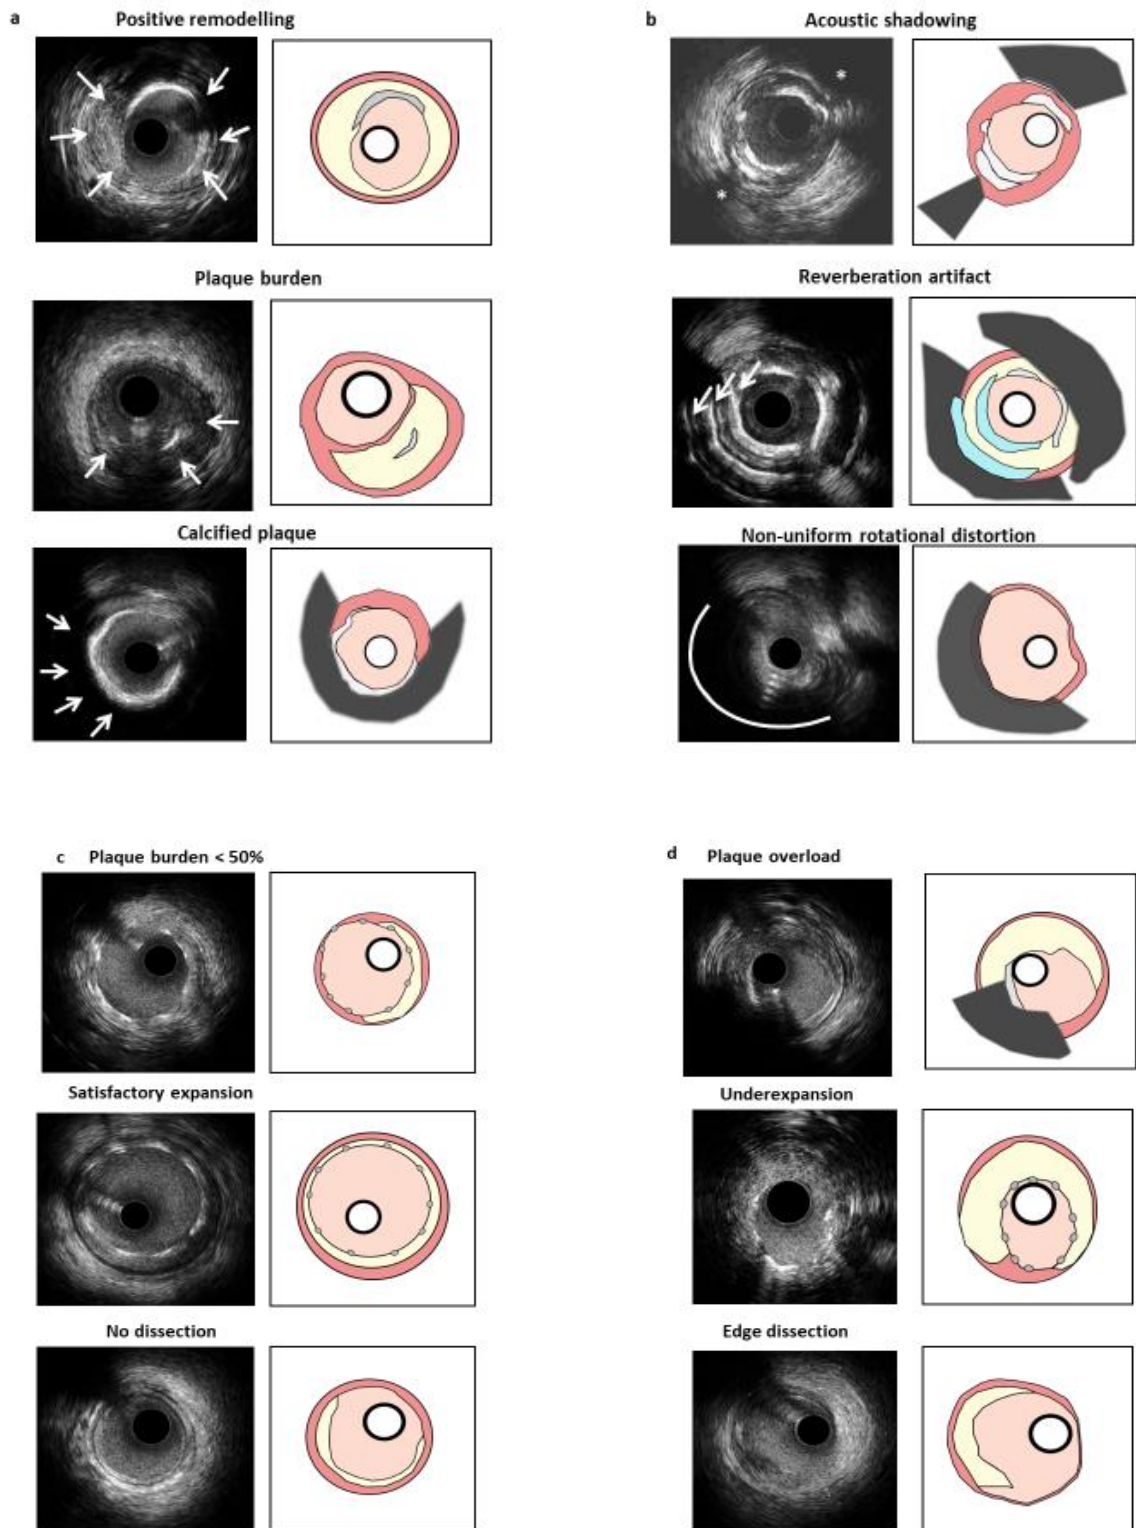 a
Positive remodelling
Plaque burden
Calcified plaque
b
Acoustic shadowing
*
*
Reverberation artifact
Non-uniform rotational distortion
c Plaque burden < 50%
Satisfactory expansion
No dissection
d Plaque overload
Underexpansion
Edge dissection